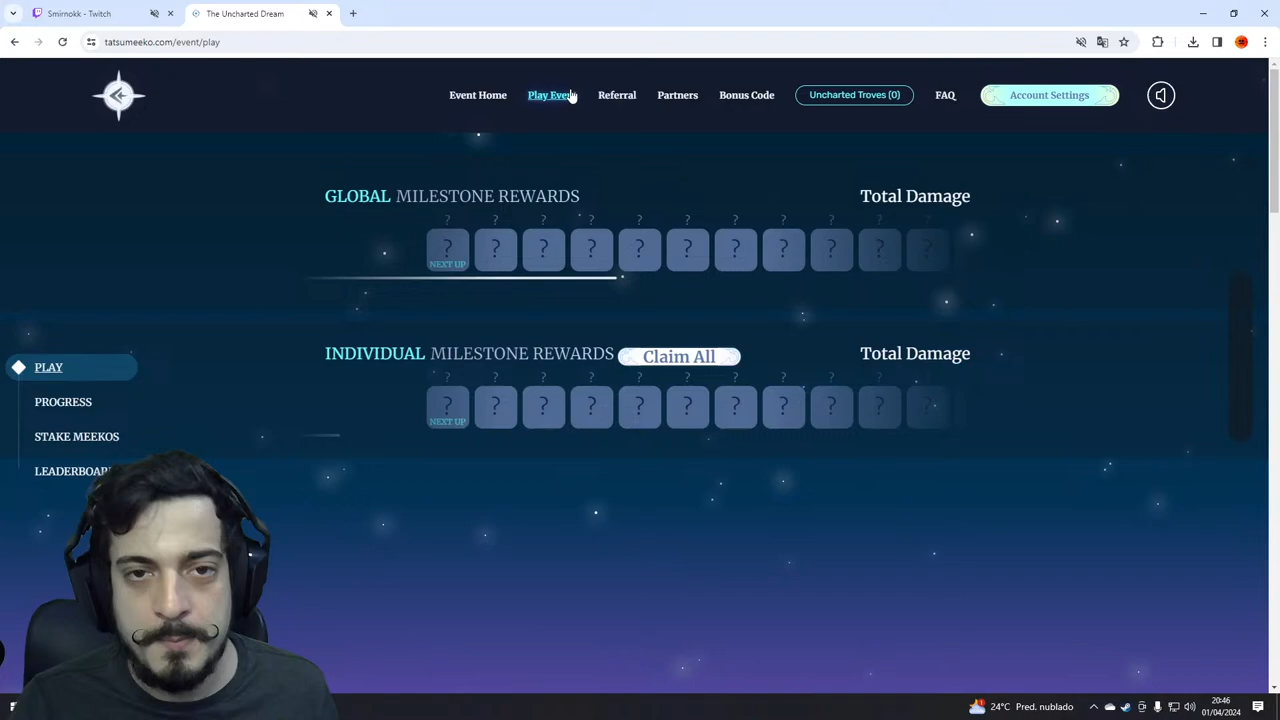 Smirnokk - Twitch
The Uncharted Dream
tatsumeeko.com/event/play
Event Home
Play Even
Referral
Partners
Bonus Code
Uncharted Troves (0)
FAQ
Account Settings
GLOBAL MILESTONE REWARDS
Total Damage
? ? ? ? ? ? ? ? ? ?
? ? ? ? ? ? ? ? ? ? ?
NEXT UP
INDIVIDUAL MILESTONE REWARDS
Claim All
Total Damage
? ? ? ? ? ? ? ? ? ?
? ? ? ? ? ? ? ? ? ? ?
NEXT UP
PLAY
PROGRESS
STAKE MEEKOS
LEADERBOAR
24°C Pred. nublado
20:46
01/04/2024